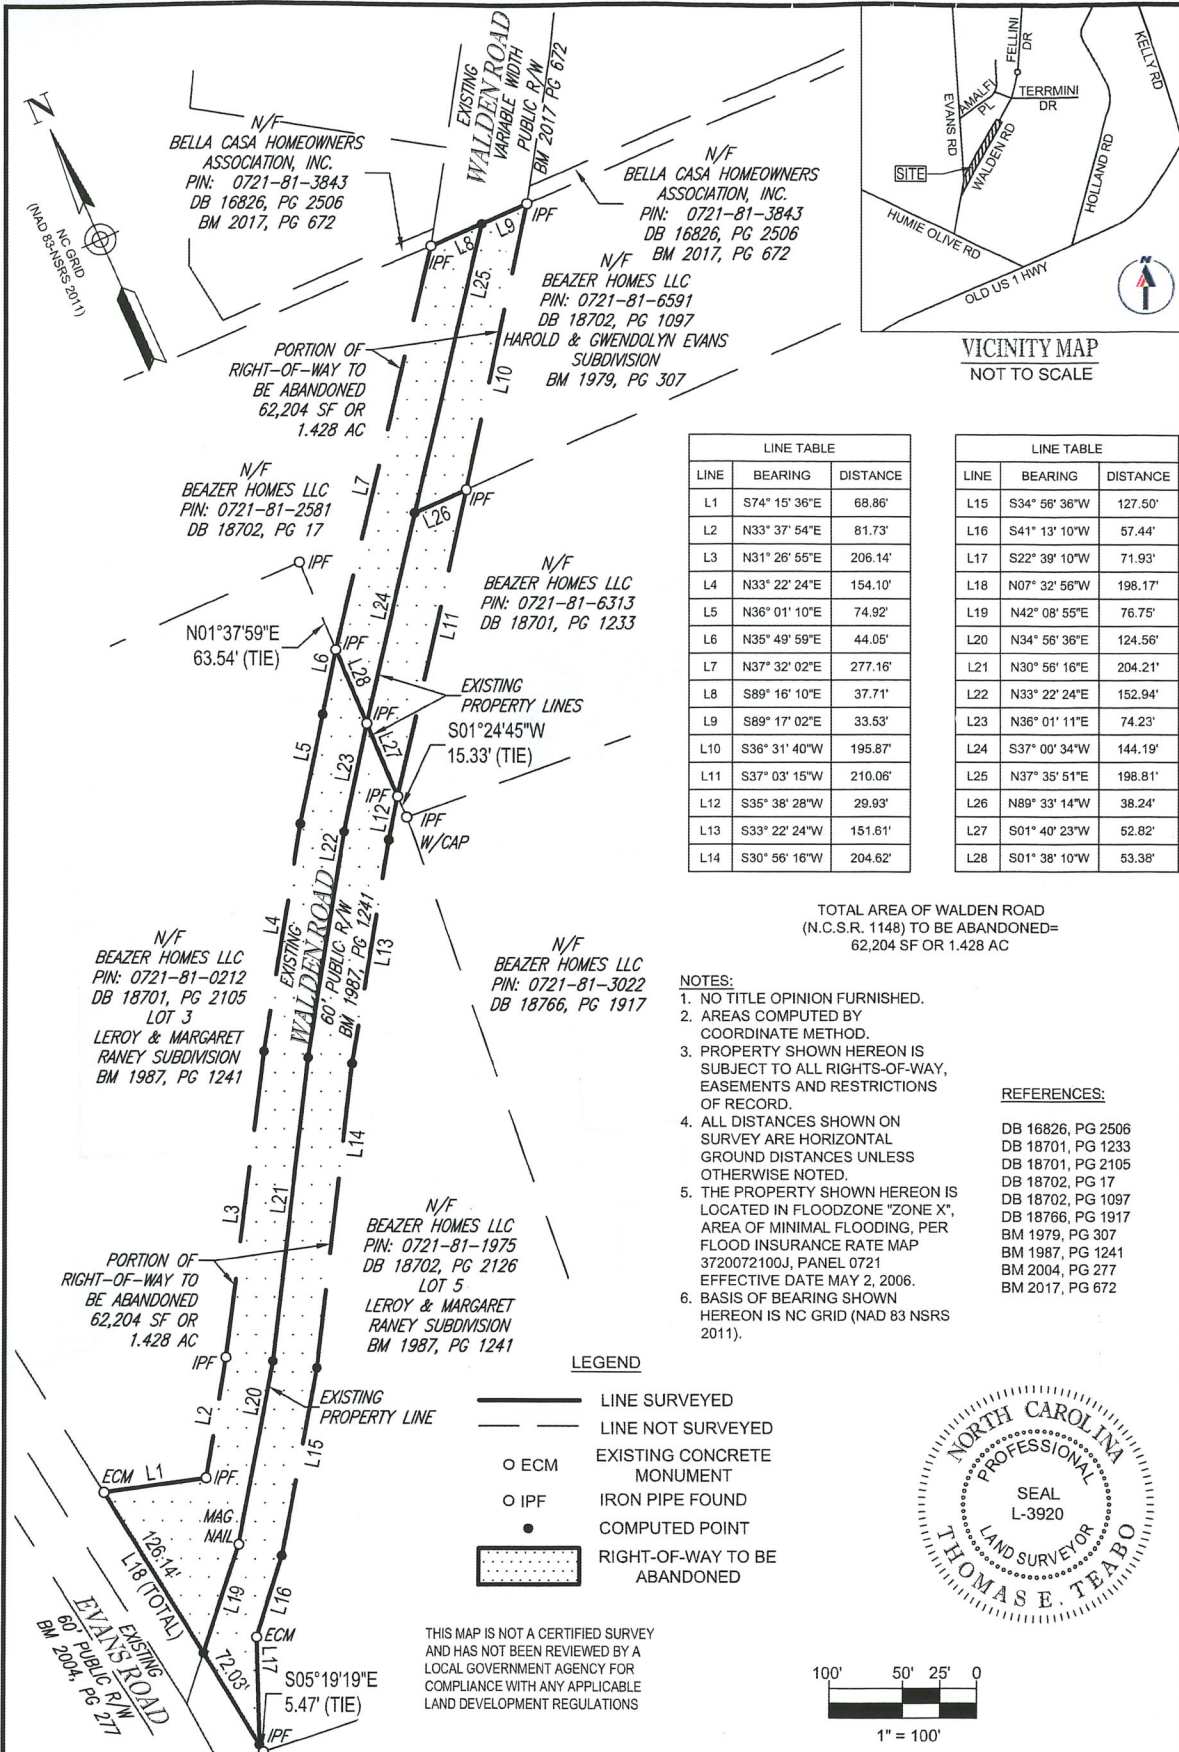 EXISTING
WALDEN ROAD
VARIABLE WIDTH
PUBLIC R/W
BM 2017 PG 672
N
NC GRID
(NAD 83-NSRS 2011)
N/F
BELLA CASA HOMEOWNERS
ASSOCIATION, INC.
PIN: 0721-81-3843
DB 16826, PG 2506
BM 2017, PG 672
N/F
BELLA CASA HOMEOWNERS
ASSOCIATION, INC.
PIN: 0721-81-3843
DB 16826, PG 2506
BM 2017, PG 672
IPF
L8
L9
IPF
L25
N/F
BEAZER HOMES LLC
PIN: 0721-81-6591
DB 18702, PG 1097
HAROLD & GWENDOLYN EVANS
SUBDIVISION
BM 1979, PG 307
L10
PORTION OF
RIGHT-OF-WAY TO
BE ABANDONED
62,204 SF OR
1.428 AC
N/F
BEAZER HOMES LLC
PIN: 0721-81-2581
DB 18702, PG 17
L7
IPF
L26
IPF
N/F
BEAZER HOMES LLC
PIN: 0721-81-6313
DB 18701, PG 1233
L24
L11
N01°37'59"E
63.54' (TIE)
IPF
L6
L28
EXISTING
PROPERTY LINES
IPF
L27
S01°24'45"W
15.33' (TIE)
L5
L23
IPF
L12
IPF
W/CAP
L22
L4
EXISTING
WALDEN ROAD
60' PUBLIC R/W
BM 1987, PG 1241
L13
N/F
BEAZER HOMES LLC
PIN: 0721-81-0212
DB 18701, PG 2105
LOT 3
LEROY & MARGARET
RANEY SUBDIVISION
BM 1987, PG 1241
N/F
BEAZER HOMES LLC
PIN: 0721-81-3022
DB 18766, PG 1917
L14
L3
L21
N/F
BEAZER HOMES LLC
PIN: 0721-81-1975
DB 18702, PG 2126
LOT 5
LEROY & MARGARET
RANEY SUBDIVISION
BM 1987, PG 1241
PORTION OF
RIGHT-OF-WAY TO
BE ABANDONED
62,204 SF OR
1.428 AC
IPF
L2
L20
EXISTING
PROPERTY LINE
L15
ECM
L1
IPF
MAG
NAIL
126.14'
L18 (TOTAL)
L19
L16
ECM
L17
72.03'
S05°19'19"E
5.47' (TIE)
IPF
EXISTING
EVANS ROAD
60' PUBLIC R/W
BM 2004, PG 277
FELLINI
DR
KELLY RD
AMALFI
PL
TERRMINI
DR
EVANS RD
WALDEN RD
HOLLAND RD
SITE
HUMIE OLIVE RD
OLD US 1 HWY
N
VICINITY MAP
NOT TO SCALE
LINE TABLE
LINE BEARING DISTANCE
L1 S74° 15' 36"E 68.86'
L2 N33° 37' 54"E 81.73'
L3 N31° 26' 55"E 206.14'
L4 N33° 22' 24"E 154.10'
L5 N36° 01' 10"E 74.92'
L6 N35° 49' 59"E 44.05'
L7 N37° 32' 02"E 277.16'
L8 S89° 16' 10"E 37.71'
L9 S89° 17' 02"E 33.53'
L10 S36° 31' 40"W 195.87'
L11 S37° 03' 15"W 210.06'
L12 S35° 38' 28"W 29.93'
L13 S33° 22' 24"W 151.61'
L14 S30° 56' 16"W 204.62'
LINE TABLE
LINE BEARING DISTANCE
L15 S34° 56' 36"W 127.50'
L16 S41° 13' 10"W 57.44'
L17 S22° 39' 10"W 71.93'
L18 N07° 32' 56"W 198.17'
L19 N42° 08' 55"E 76.75'
L20 N34° 56' 36"E 124.56'
L21 N30° 56' 16"E 204.21'
L22 N33° 22' 24"E 152.94'
L23 N36° 01' 11"E 74.23'
L24 S37° 00' 34"W 144.19'
L25 N37° 35' 51"E 198.81'
L26 N89° 33' 14"W 38.24'
L27 S01° 40' 23"W 52.82'
L28 S01° 38' 10"W 53.38'
TOTAL AREA OF WALDEN ROAD
(N.C.S.R. 1148) TO BE ABANDONED=
62,204 SF OR 1.428 AC
NOTES:
1. NO TITLE OPINION FURNISHED.
2. AREAS COMPUTED BY
COORDINATE METHOD.
3. PROPERTY SHOWN HEREON IS
SUBJECT TO ALL RIGHTS-OF-WAY,
EASEMENTS AND RESTRICTIONS
OF RECORD.
4. ALL DISTANCES SHOWN ON
SURVEY ARE HORIZONTAL
GROUND DISTANCES UNLESS
OTHERWISE NOTED.
5. THE PROPERTY SHOWN HEREON IS
LOCATED IN FLOODZONE "ZONE X",
AREA OF MINIMAL FLOODING, PER
FLOOD INSURANCE RATE MAP
3720072100J, PANEL 0721
EFFECTIVE DATE MAY 2, 2006.
6. BASIS OF BEARING SHOWN
HEREON IS NC GRID (NAD 83 NSRS
2011).
REFERENCES:
DB 16826, PG 2506
DB 18701, PG 1233
DB 18701, PG 2105
DB 18702, PG 17
DB 18702, PG 1097
DB 18766, PG 1917
BM 1979, PG 307
BM 1987, PG 1241
BM 2004, PG 277
BM 2017, PG 672
LEGEND
LINE SURVEYED
LINE NOT SURVEYED
ECM EXISTING CONCRETE
MONUMENT
IPF IRON PIPE FOUND
COMPUTED POINT
RIGHT-OF-WAY TO BE
ABANDONED
NORTH CAROLINA
PROFESSIONAL
SEAL
L-3920
LAND SURVEYOR
THOMAS E. TEABO
THIS MAP IS NOT A CERTIFIED SURVEY
AND HAS NOT BEEN REVIEWED BY A
LOCAL GOVERNMENT AGENCY FOR
COMPLIANCE WITH ANY APPLICABLE
LAND DEVELOPMENT REGULATIONS
100' 50' 25' 0
1" = 100'